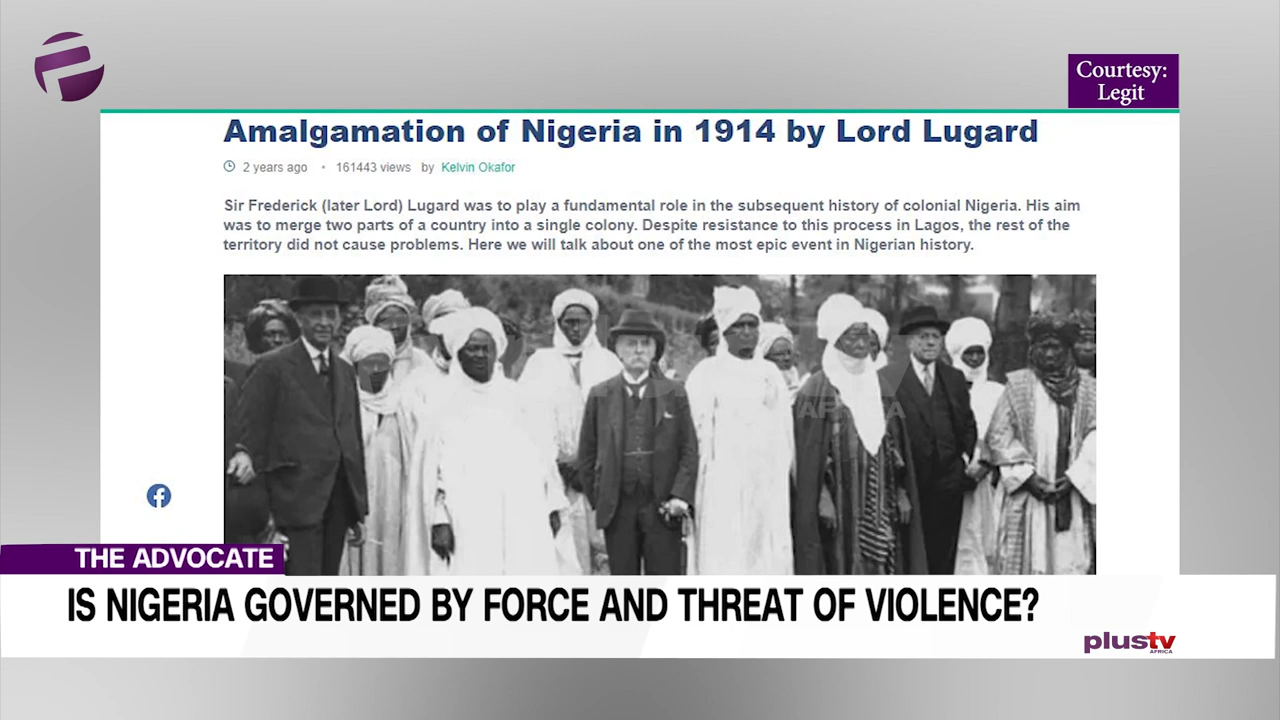 Courtesy:
Legit
Amalgamation of Nigeria in 1914 by Lord Lugard
2 years ago • 161443 views by Kelvin Okafor
Sir Frederick (later Lord) Lugard was to play a fundamental role in the subsequent history of colonial Nigeria. His aim
was to merge two parts of a country into a single colony. Despite resistance to this process in Lagos, the rest of the
territory did not cause problems. Here we will talk about one of the most epic event in Nigerian history.
THE ADVOCATE
IS NIGERIA GOVERNED BY FORCE AND THREAT OF VIOLENCE?
plustv
AFRICA